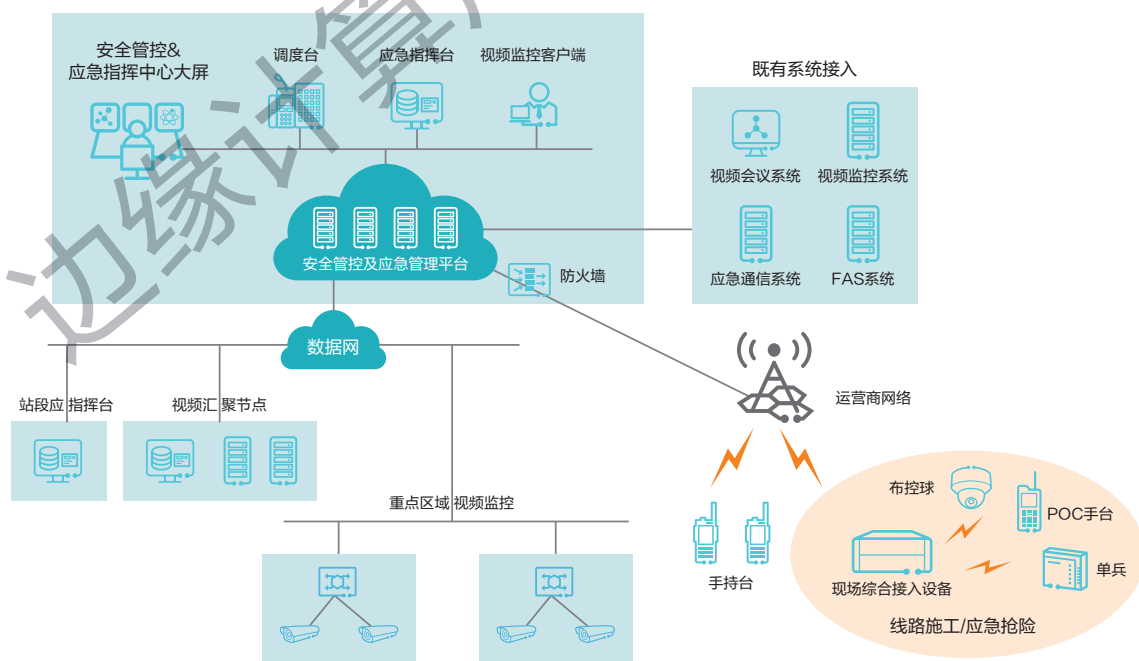 安全管控&
应急指挥中心大屏
调度台
应急指挥台
视频监控客户端
既有系统接入
视频会议系统
视频监控系统
应急通信系统
FAS系统
安全管控及应急管理平台
防火墙
数据网
站段应 指挥台
视频汇 聚节点
运营商网络
重点区域 视频监控
手持台
布控球
POC手台
单兵
现场综合接入设备
线路施工/应急抢险
边缘计算